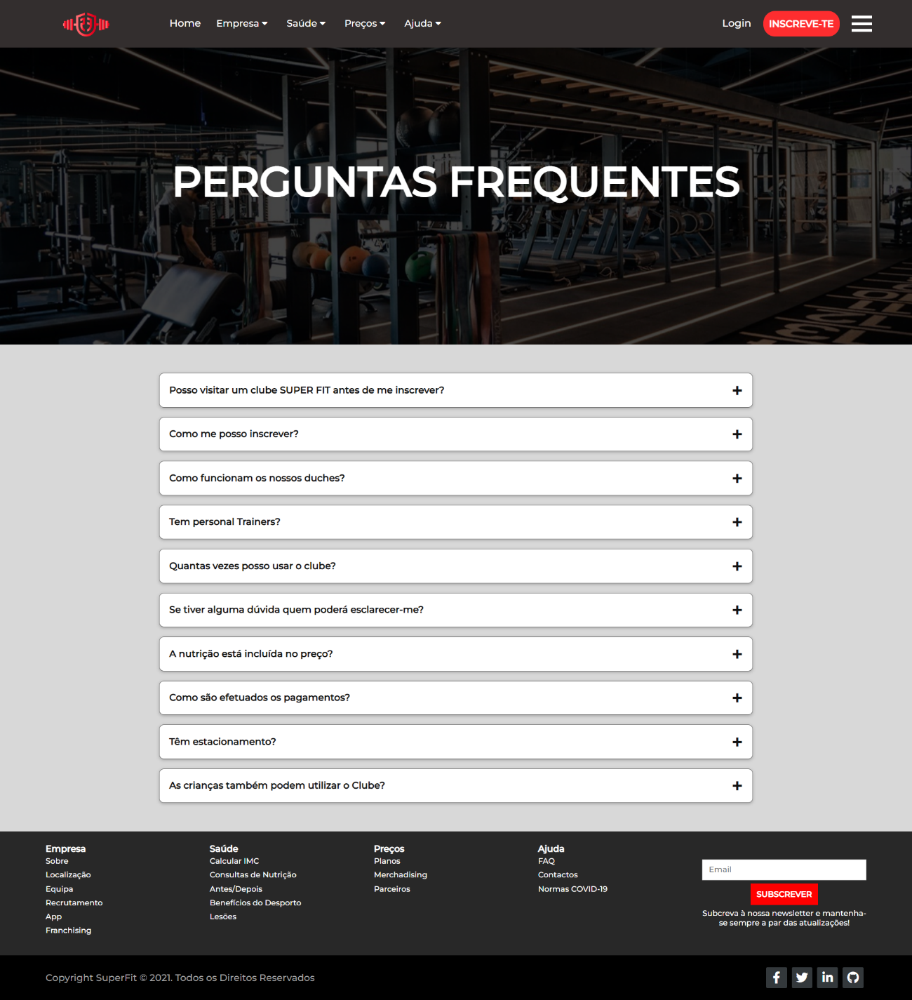 Home Empresa Saúde Preços Ajuda Login INSCREVE-TE
PERGUNTAS FREQUENTES
Posso visitar um clube SUPER FIT antes de me inscrever?
Como me posso inscrever?
Como funcionam os nossos duches?
Tem personal Trainers?
Quantas vezes posso usar o clube?
Se tiver alguma dúvida quem poderá esclarecer-me?
A nutrição está incluída no preço?
Como são efetuados os pagamentos?
Têm estacionamento?
As crianças também podem utilizar o Clube?
Empresa
Sobre
Localização
Equipa
Recrutamento
App
Franchising
Saúde
Calcular IMC
Consultas de Nutrição
Antes/Depois
Benefícios do Desporto
Lesões
Preços
Planos
Merchadising
Parceiros
Ajuda
FAQ
Contactos
Normas COVID-19
Email
SUBSCREVER
Subcreva à nossa newsletter e mantenha-
se sempre a par das atualizações!
Copyright SuperFit © 2021. Todos os Direitos Reservados